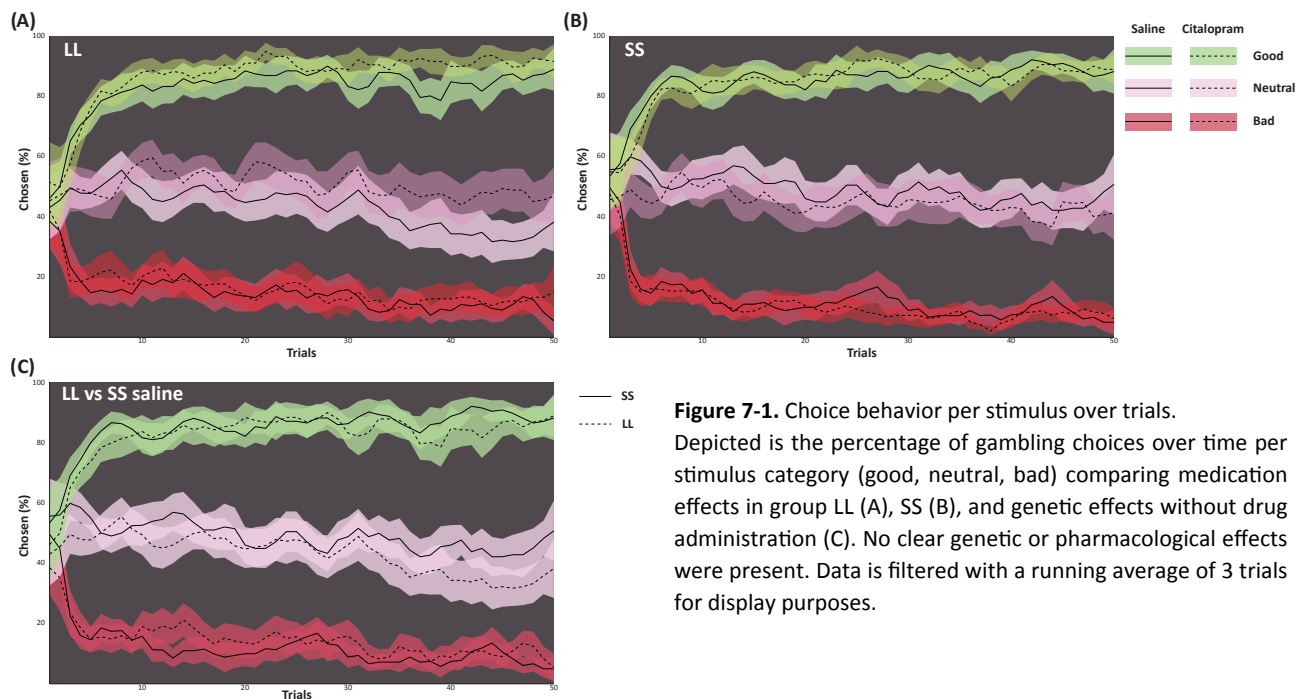 (A)
LL
100
80
60
40
20
Chosen (%)
10
20
30
40
50
Trials
(B)
SS
100
80
60
40
20
Chosen (%)
10
20
30
40
50
Trials
Saline Citalopram
Good
Neutral
Bad
(C)
LL vs SS saline
100
80
60
40
20
Chosen (%)
10
20
30
40
50
Trials
SS
LL
Figure 7-1. Choice behavior per stimulus over trials.
Depicted is the percentage of gambling choices over time per
stimulus category (good, neutral, bad) comparing medication
effects in group LL (A), SS (B), and genetic effects without drug
administration (C). No clear genetic or pharmacological effects
were present. Data is filtered with a running average of 3 trials
for display purposes.